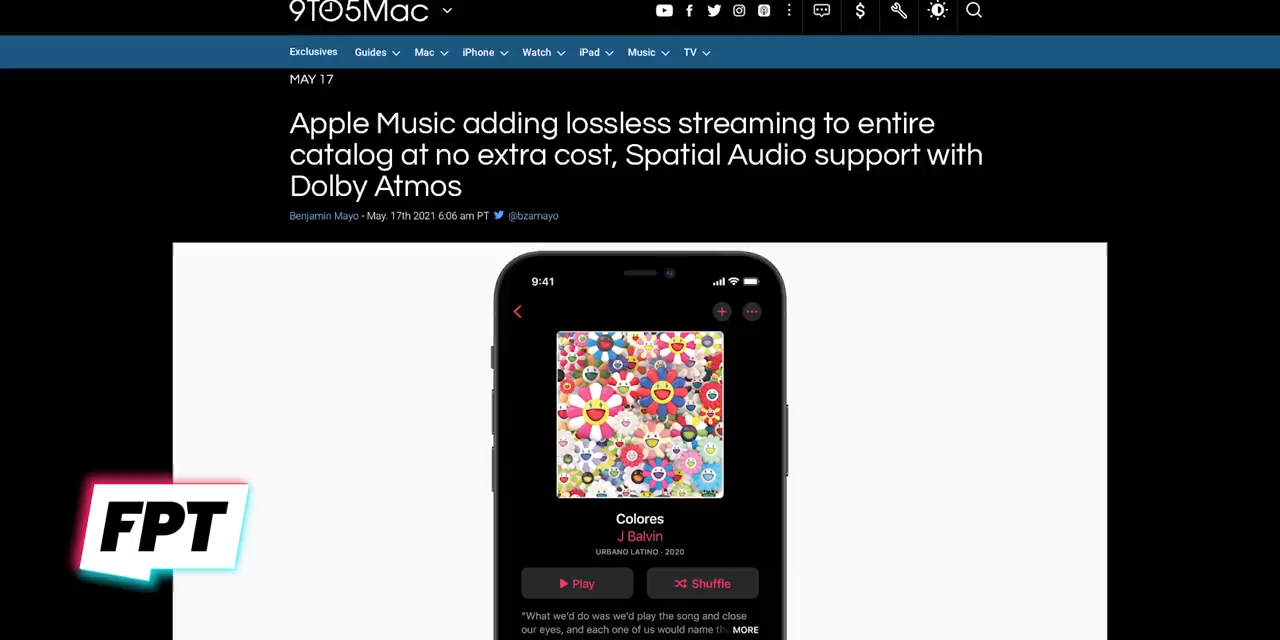 9TO5Mac
Exclusives Guides Mac iPhone Watch iPad Music TV
MAY 17
Apple Music adding lossless streaming to entire
catalog at no extra cost, Spatial Audio support with
Dolby Atmos
Benjamin Mayo - May. 17th 2021 6:06 am PT @bzamayo
9:41
Colores
J Balvin
URBANO LATINO · 2020
Play Shuffle
"What we'd do was we'd play the song and close
our eyes, and each one of us would name MORE
FPT